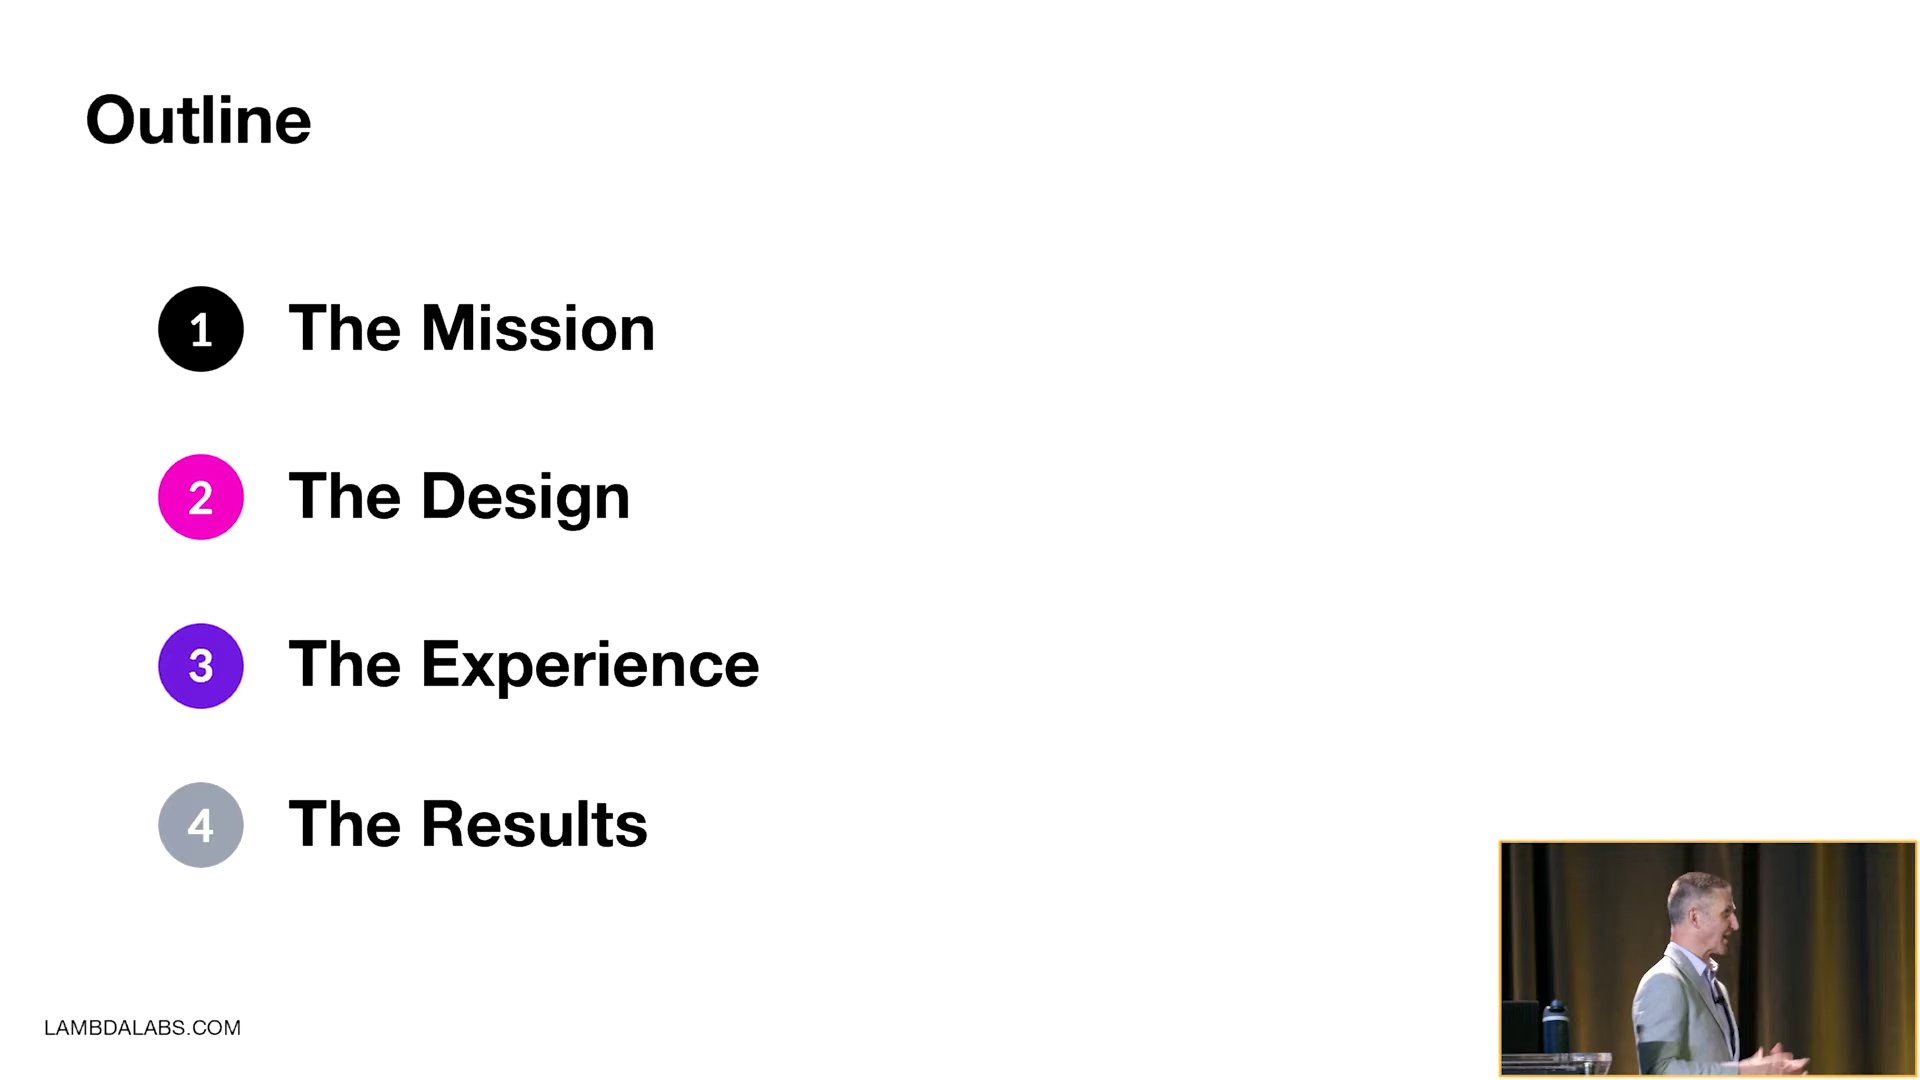 Outline
1 The Mission
2 The Design
3 The Experience
4 The Results
LAMBDALABS.COM